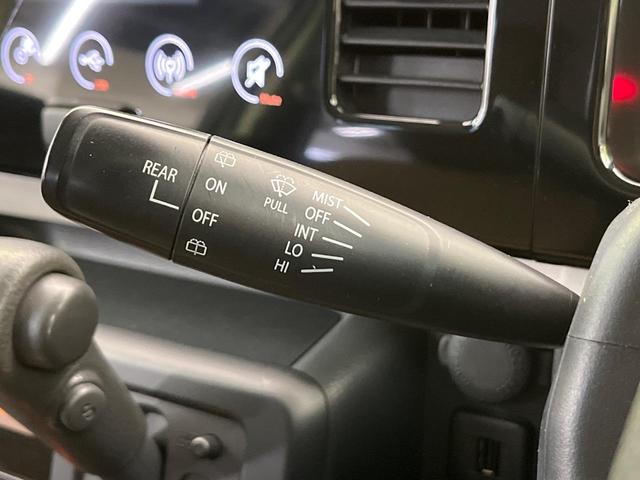 REAR
ON
OFF
PULL
MIST
OFF
INT
LO
HI